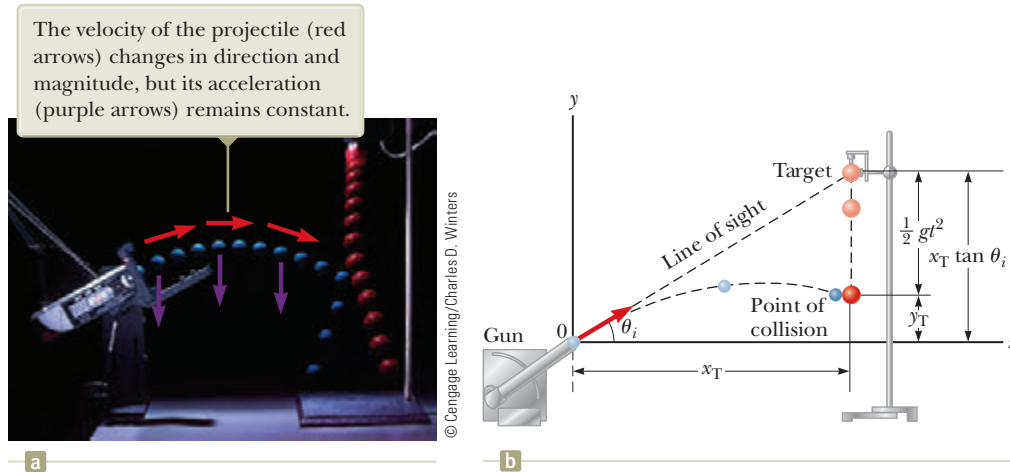 The velocity of the projectile (red
arrows) changes in direction and
magnitude, but its acceleration
(purple arrows) remains constant.
© Cengage Learning/Charles D. Winters
a
y
Target
Line of sight
1/2 gt²
x_T tan θ_i
Point of
collision
y_T
0
θ_i
Gun
x_T
b